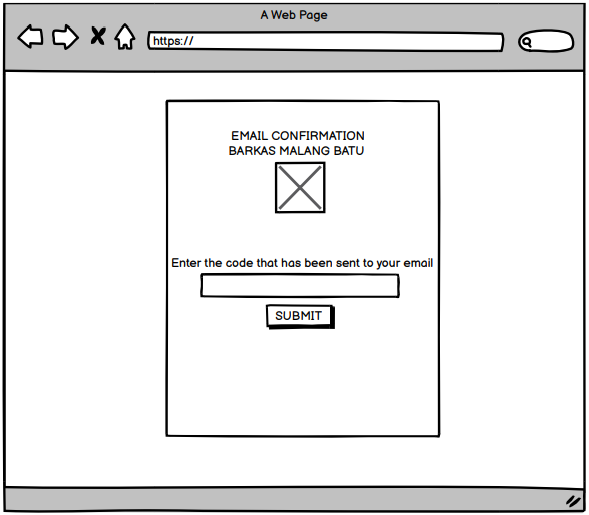 A Web Page
https://
EMAIL CONFIRMATION
BARKAS MALANG BATU
Enter the code that has been sent to your email
SUBMIT